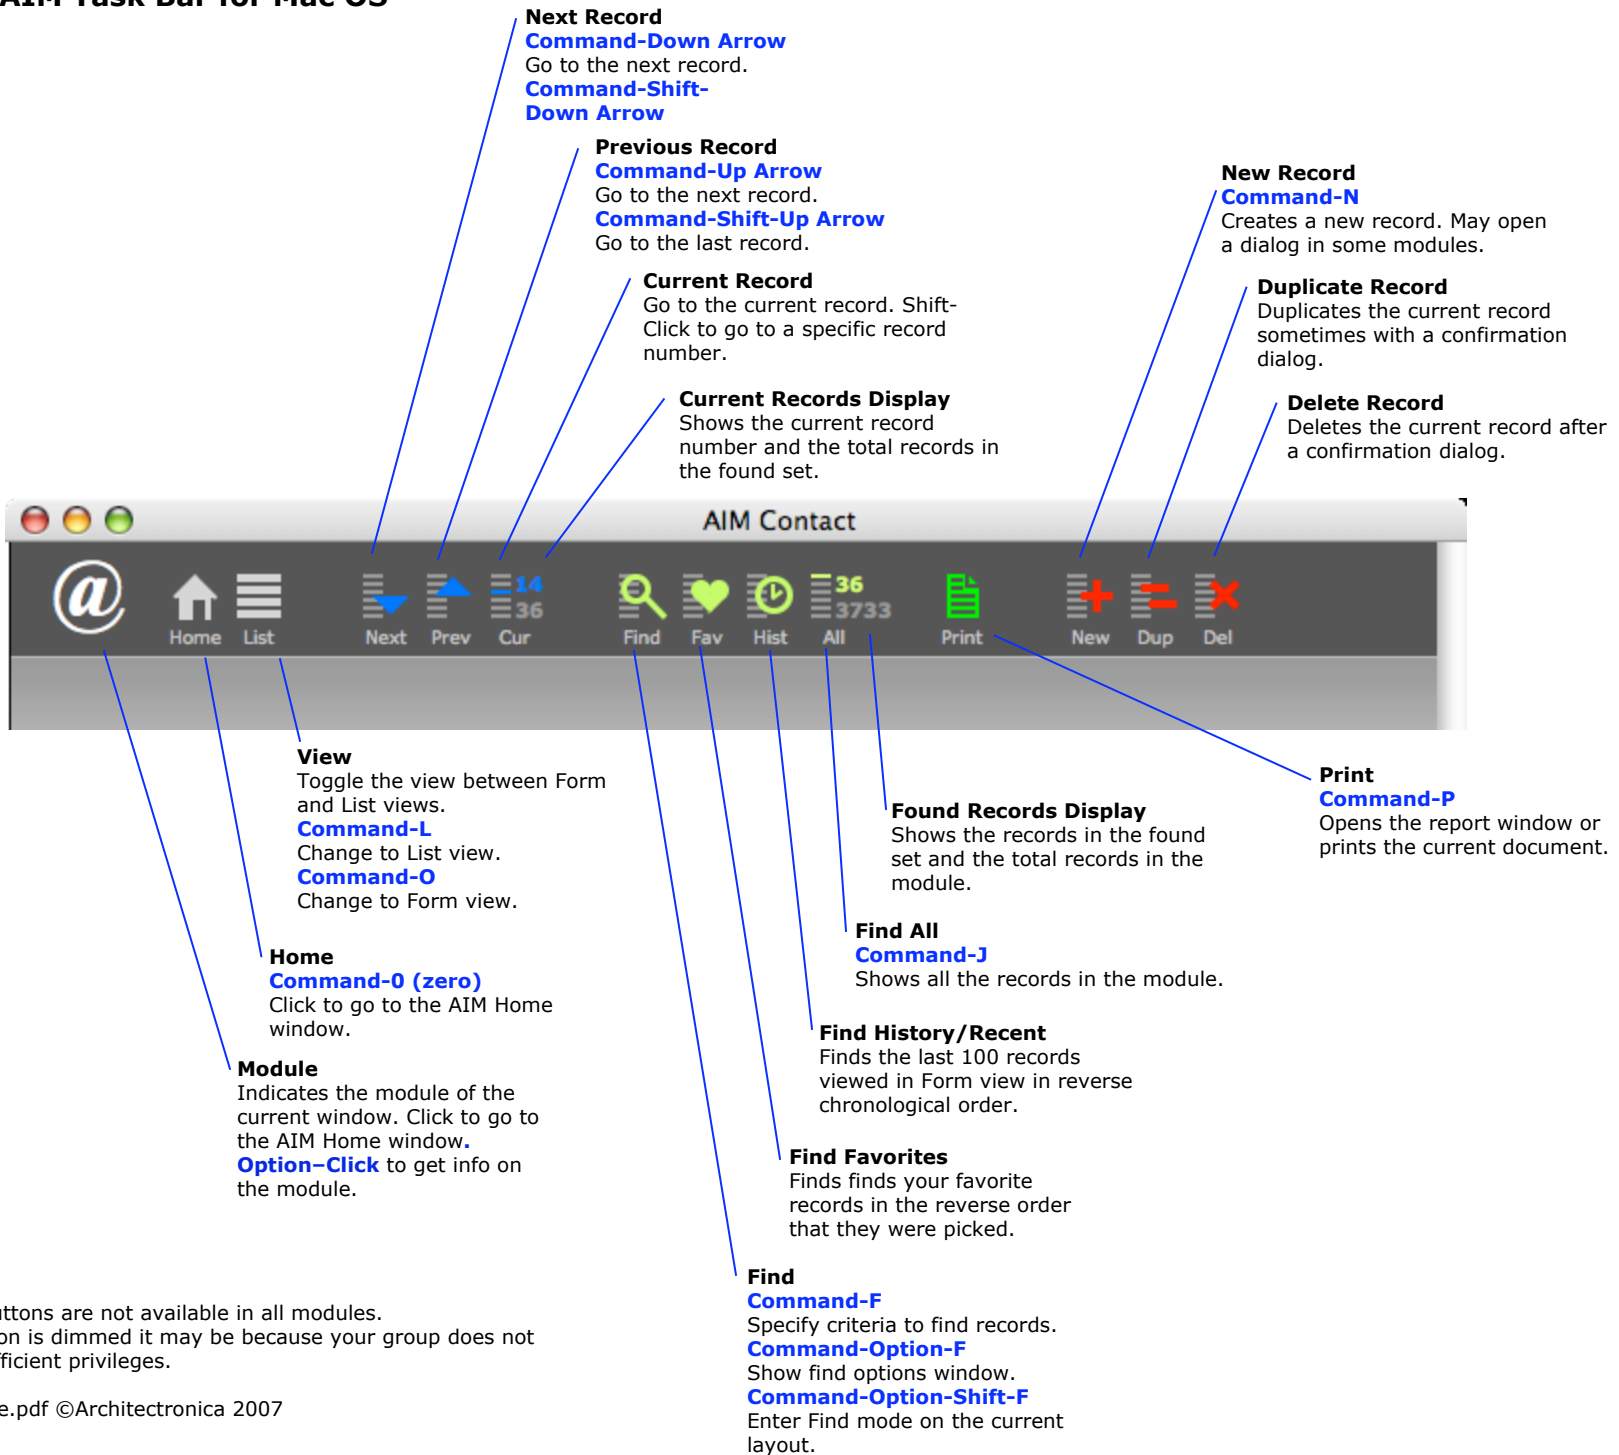 AIM Task Bar for Mac OS
Next Record
Command-Down Arrow
Go to the next record.
Command-Shift-
Down Arrow
Previous Record
Command-Up Arrow
Go to the next record.
Command-Shift-Up Arrow
Go to the last record.
New Record
Command-N
Creates a new record. May open
a dialog in some modules.
Current Record
Go to the current record. Shift-
Click to go to a specific record
number.
Duplicate Record
Duplicates the current record
sometimes with a confirmation
dialog.
Current Records Display
Shows the current record
number and the total records in
the found set.
Delete Record
Deletes the current record after
a confirmation dialog.
AIM Contact
@
14
36
36
3733
Home List Next Prev Cur Find Fav Hist All Print New Dup Del
View
Toggle the view between Form
and List views.
Command-L
Change to List view.
Command-O
Change to Form view.
Print
Command-P
Opens the report window or
prints the current document.
Found Records Display
Shows the records in the found
set and the total records in the
module.
Find All
Command-J
Shows all the records in the module.
Home
Command-0 (zero)
Click to go to the AIM Home
window.
Find History/Recent
Finds the last 100 records
viewed in Form view in reverse
chronological order.
Module
Indicates the module of the
current window. Click to go to
the AIM Home window.
Option–Click to get info on
the module.
Find Favorites
Finds finds your favorite
records in the reverse order
that they were picked.
Find
Command-F
Specify criteria to find records.
Command-Option-F
Show find options window.
Command-Option-Shift-F
Enter Find mode on the current
layout.
uttons are not available in all modules.
on is dimmed it may be because your group does not
fficient privileges.
e.pdf ©Architectronica 2007